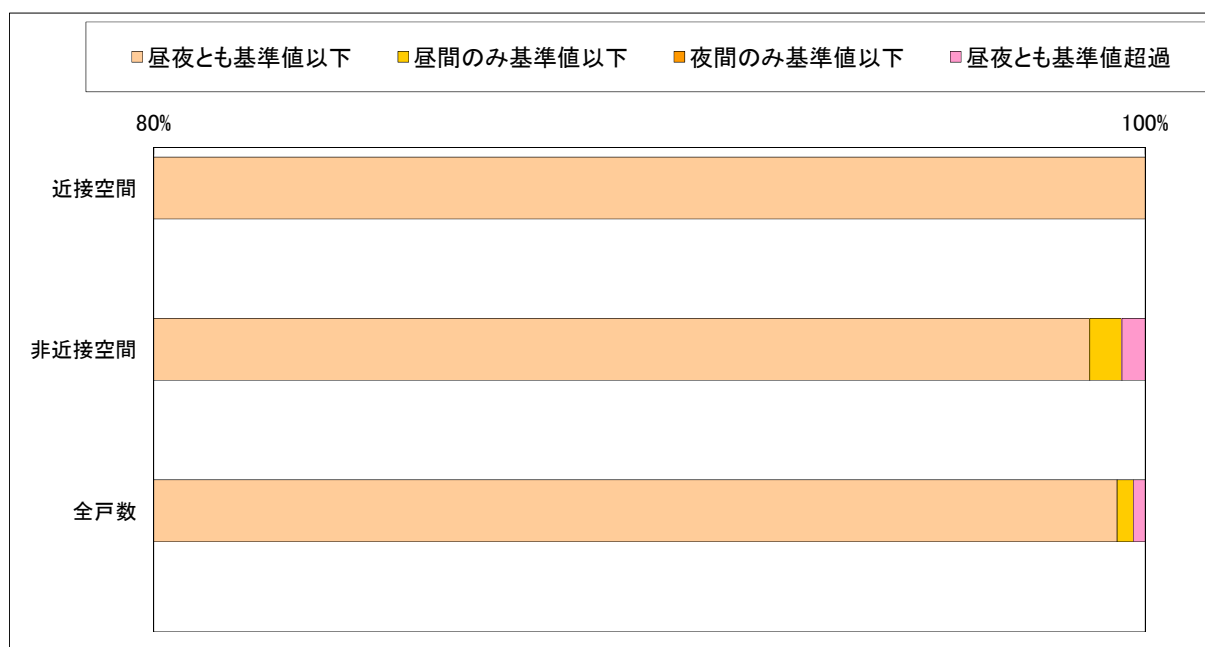 昼夜とも基準値以下 昼間のみ基準値以下 夜間のみ基準値以下 昼夜とも基準値超過
80% 100%
近接空間
非近接空間
全戸数